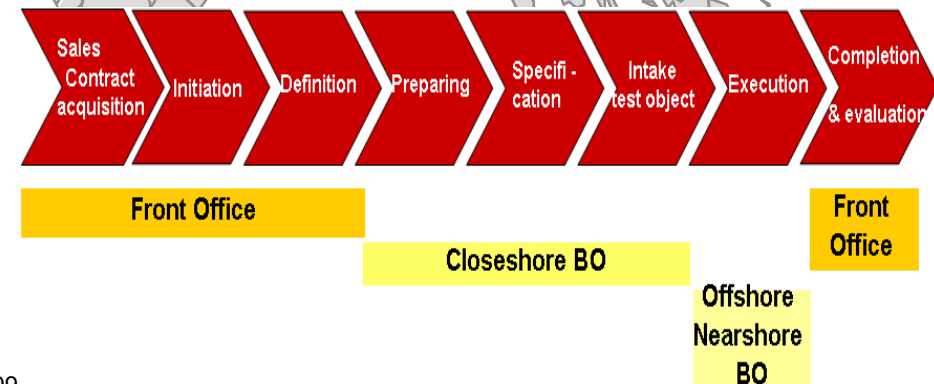 Sales
Contract
acquisition
Initiation
Definition
Preparing
Specifi -
cation
Intake
test object
Execution
Completion
& evaluation
Front Office
Front
Office
Closeshore BO
Offshore
Nearshore
BO